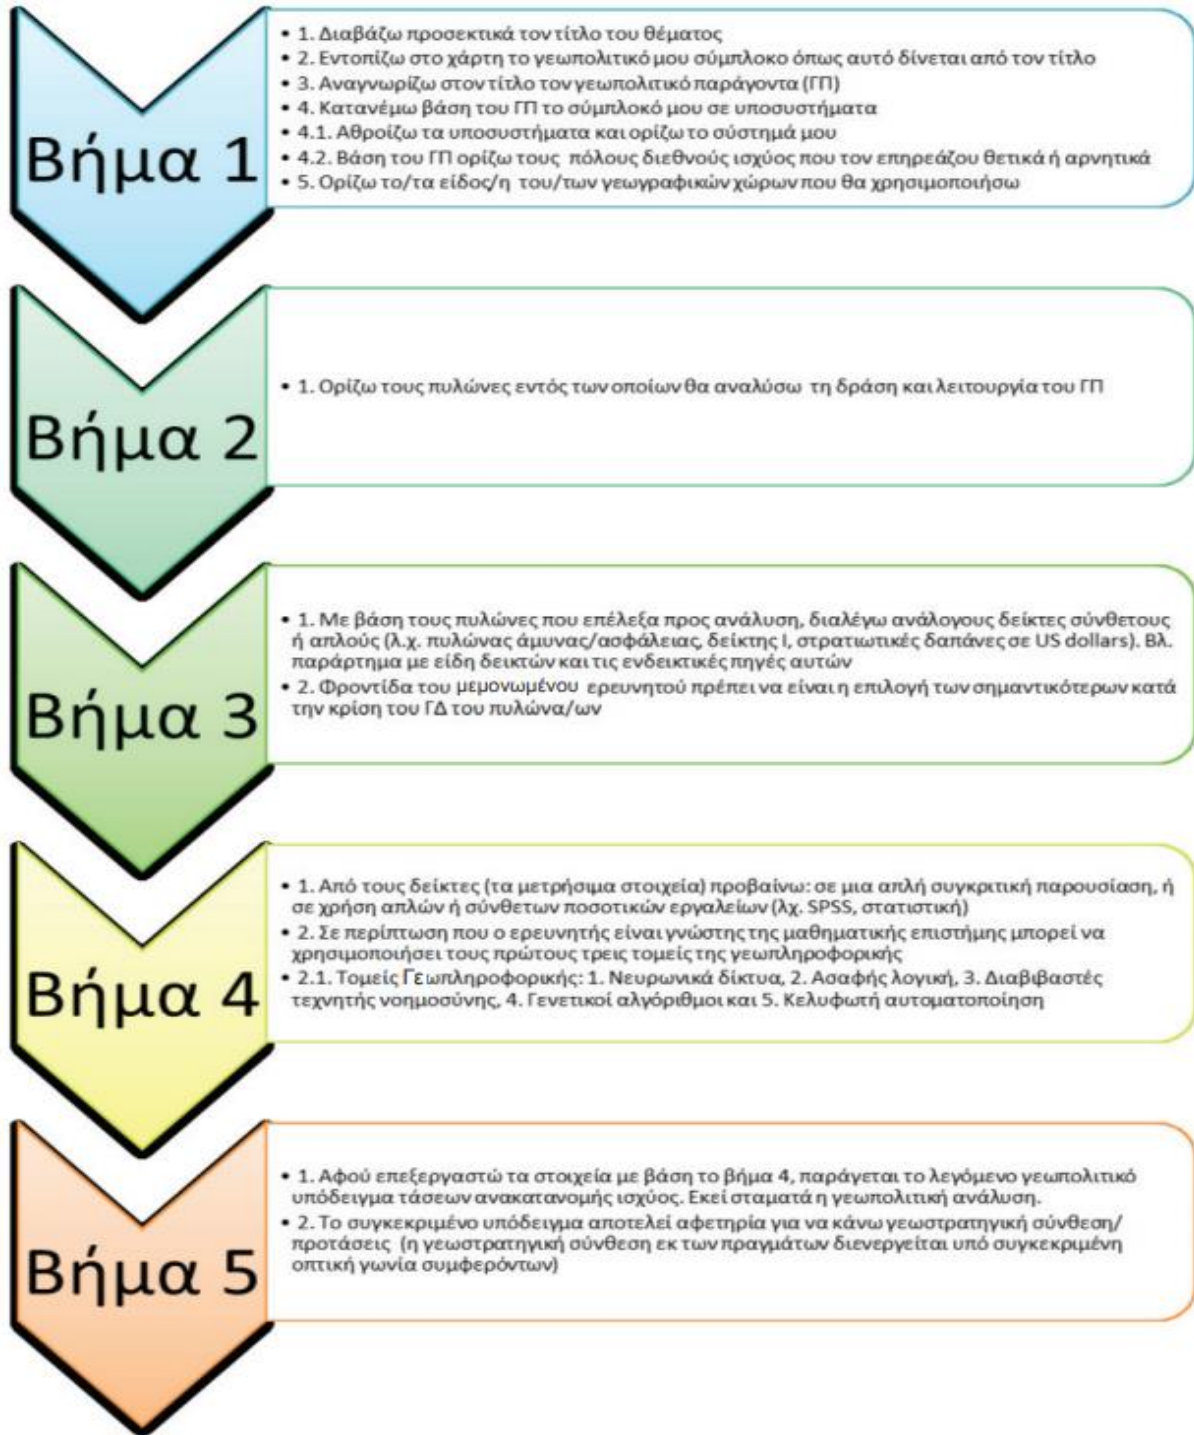 Βήμα 1
• 1. Διαβάζω προσεκτικά τον τίτλο του θέματος
• 2. Εντοπίζω στο χάρτη το γεωπολιτικό μου σύμπλοκο όπως αυτό δίνεται από τον τίτλο
• 3. Αναγνωρίζω στον τίτλο τον γεωπολιτικό παράγοντα (ΓΠ)
• 4. Κατανέμω βάση του ΓΠ το σύμπλοκό μου σε υποσυστήματα
• 4.1. Αθροίζω τα υποσυστήματα και ορίζω το σύστημά μου
• 4.2. Βάση του ΓΠ ορίζω τους πόλους διεθνούς ισχύος που τον επηρεάζου θετικά ή αρνητικά
• 5. Ορίζω το/τα είδος/η του/των γεωγραφικών χώρων που θα χρησιμοποιήσω
Βήμα 2
• 1. Ορίζω τους πυλώνες εντός των οποίων θα αναλύσω τη δράση και λειτουργία του ΓΠ
Βήμα 3
• 1. Με βάση τους πυλώνες που επέλεξα προς ανάλυση, διαλέγω ανάλογους δείκτες σύνθετους
ή απλούς (λ.χ. πυλώνας άμυνας/ασφάλειας, δείκτης Ι, στρατιωτικές δαπάνες σε US dollars). Βλ.
παράρτημα με είδη δεικτών και τις ενδεικτικές πηγές αυτών
• 2. Φροντίδα του μεμονωμένου ερευνητού πρέπει να είναι η επιλογή των σημαντικότερων κατά
την κρίση του ΓΔ του πυλώνα/ων
Βήμα 4
• 1. Από τους δείκτες (τα μετρήσιμα στοιχεία) προβαίνω: σε μια απλή συγκριτική παρουσίαση, ή
σε χρήση απλών ή σύνθετων ποσοτικών εργαλείων (λχ. SPSS, στατιστική)
• 2. Σε περίπτωση που ο ερευνητής είναι γνώστης της μαθηματικής επιστήμης μπορεί να
χρησιμοποιήσει τους πρώτους τρεις τομείς της γεωπληροφορικής
• 2.1. Τομείς Γεωπληροφορικής: 1. Νευρωνικά δίκτυα, 2. Ασαφής λογική, 3. Διαβιβαστές
τεχνητής νοημοσύνης, 4. Γενετικοί αλγόριθμοι και 5. Κελυφωτή αυτοματοποίηση
Βήμα 5
• 1. Αφού επεξεργαστώ τα στοιχεία με βάση το βήμα 4, παράγεται το λεγόμενο γεωπολιτικό
υπόδειγμα τάσεων ανακατανομής ισχύος. Εκεί σταματά η γεωπολιτική ανάλυση.
• 2. Το συγκεκριμένο υπόδειγμα αποτελεί αφετηρία για να κάνω γεωστρατηγική σύνθεση/
προτάσεις (η γεωστρατηγική σύνθεση εκ των πραγμάτων διενεργείται υπό συγκεκριμένη
οπτική γωνία συμφερόντων)